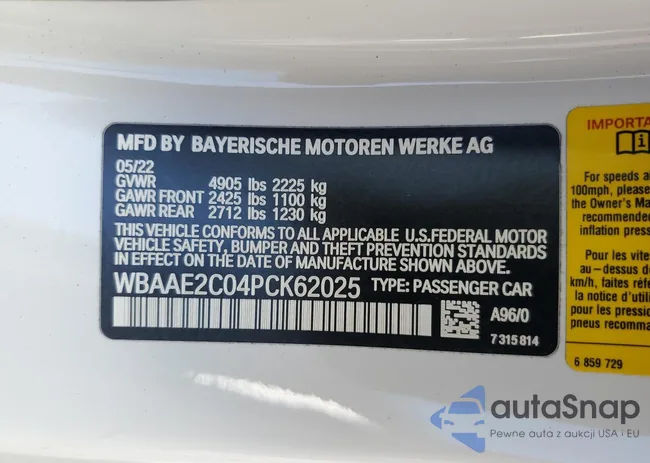 MFD BY BAYERISCHE MOTOREN WERKE AG
05/22
GVWR 4905 lbs 2225 kg
GAWR FRONT 2425 lbs 1100 kg
GAWR REAR 2712 lbs 1230 kg
THIS VEHICLE CONFORMS TO ALL APPLICABLE U.S.FEDERAL MOTOR
VEHICLE SAFETY, BUMPER AND THEFT PREVENTION STANDARDS
IN EFFECT ON THE DATE OF MANUFACTURE SHOWN ABOVE.
WBAAE2C04PCK62025 TYPE: PASSENGER CAR
A96/0
7 315 814
IMPORTA
i
For speeds a
100mph, please
the Owner's Ma
recommended
inflation press
Pour les vite
au-dessus de
km/h, faites réfé
la notice d'util
pour les pressio
pneus recomma
6 859 729
autaSnap
Pewne auta z aukcji USA i EU